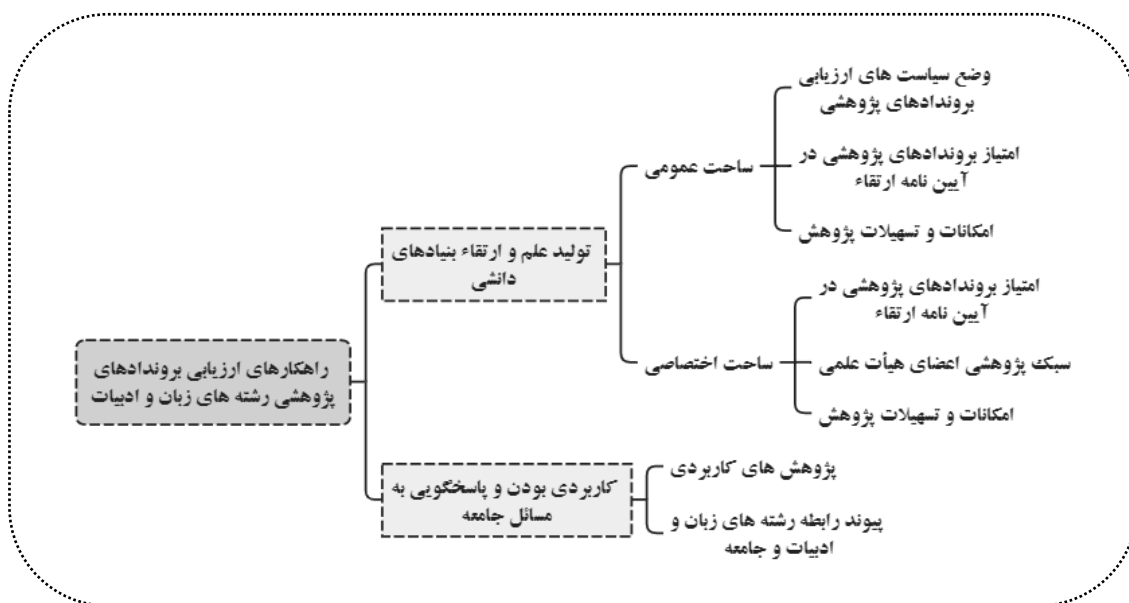 راهکارهای ارزیابی بروندادهای
پژوهشی رشته های زبان و ادبیات
تولید علم و ارتقاء بنیادهای
دانشی
ساحت عمومی
وضع سیاست های ارزیابی
بروندادهای پژوهشی
امتیاز بروندادهای پژوهشی در
آیین نامه ارتقاء
امکانات و تسهیلات پژوهش
ساحت اختصاصی
امتیاز بروندادهای پژوهشی در
آیین نامه ارتقاء
سبک پژوهشی اعضای هیأت علمی
امکانات و تسهیلات پژوهش
کاربردی بودن و پاسخگویی به
مسائل جامعه
پژوهش های کاربردی
پیوند رابطه رشته های زبان و
ادبیات و جامعه